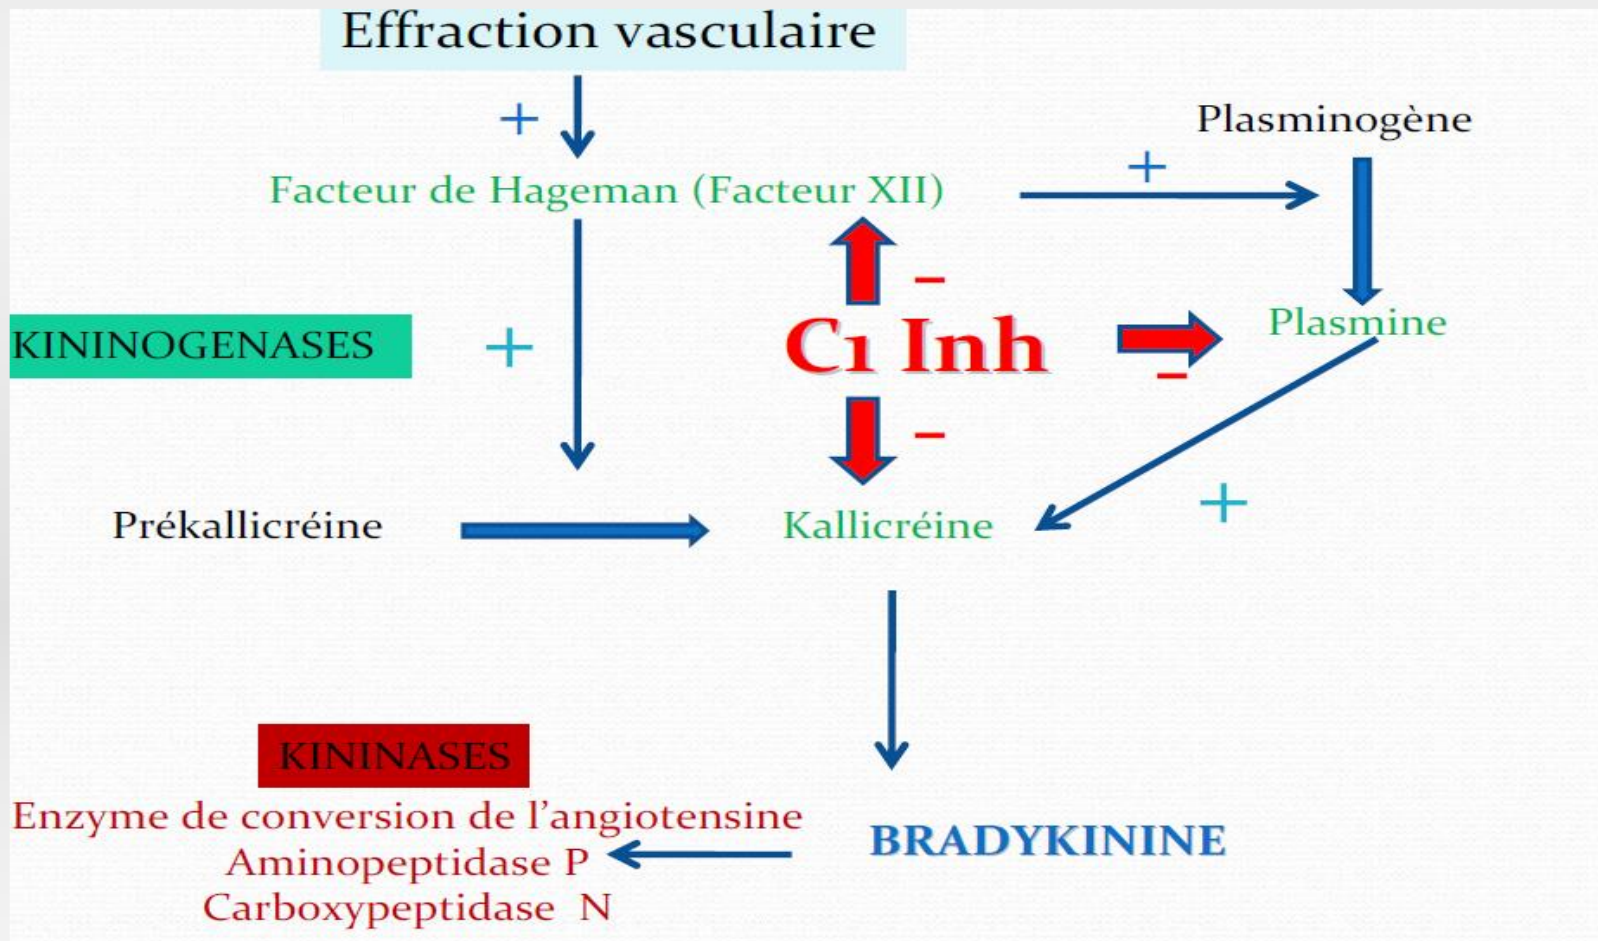 Effraction vasculaire
+
Plasminogène
+
Facteur de Hageman (Facteur XII)
–
KININOGENASES
+
C1 Inh
Plasmine
–
–
+
Prékallicréine
Kallicréine
KININASES
Enzyme de conversion de l’angiotensine
BRADYKININE
Aminopeptidase P
Carboxypeptidase N